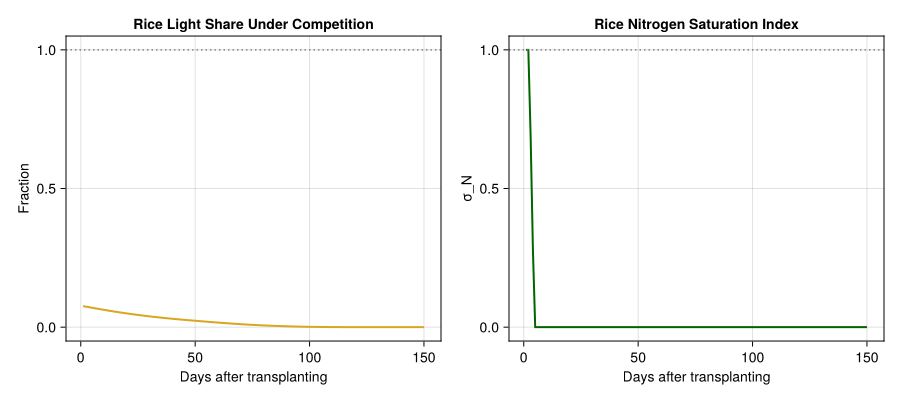 Rice Light Share Under Competition
1.0
0.5
0.0
Fraction
0
50
100
150
Days after transplanting
Rice Nitrogen Saturation Index
1.0
0.5
0.0
σ_N
0
50
100
150
Days after transplanting